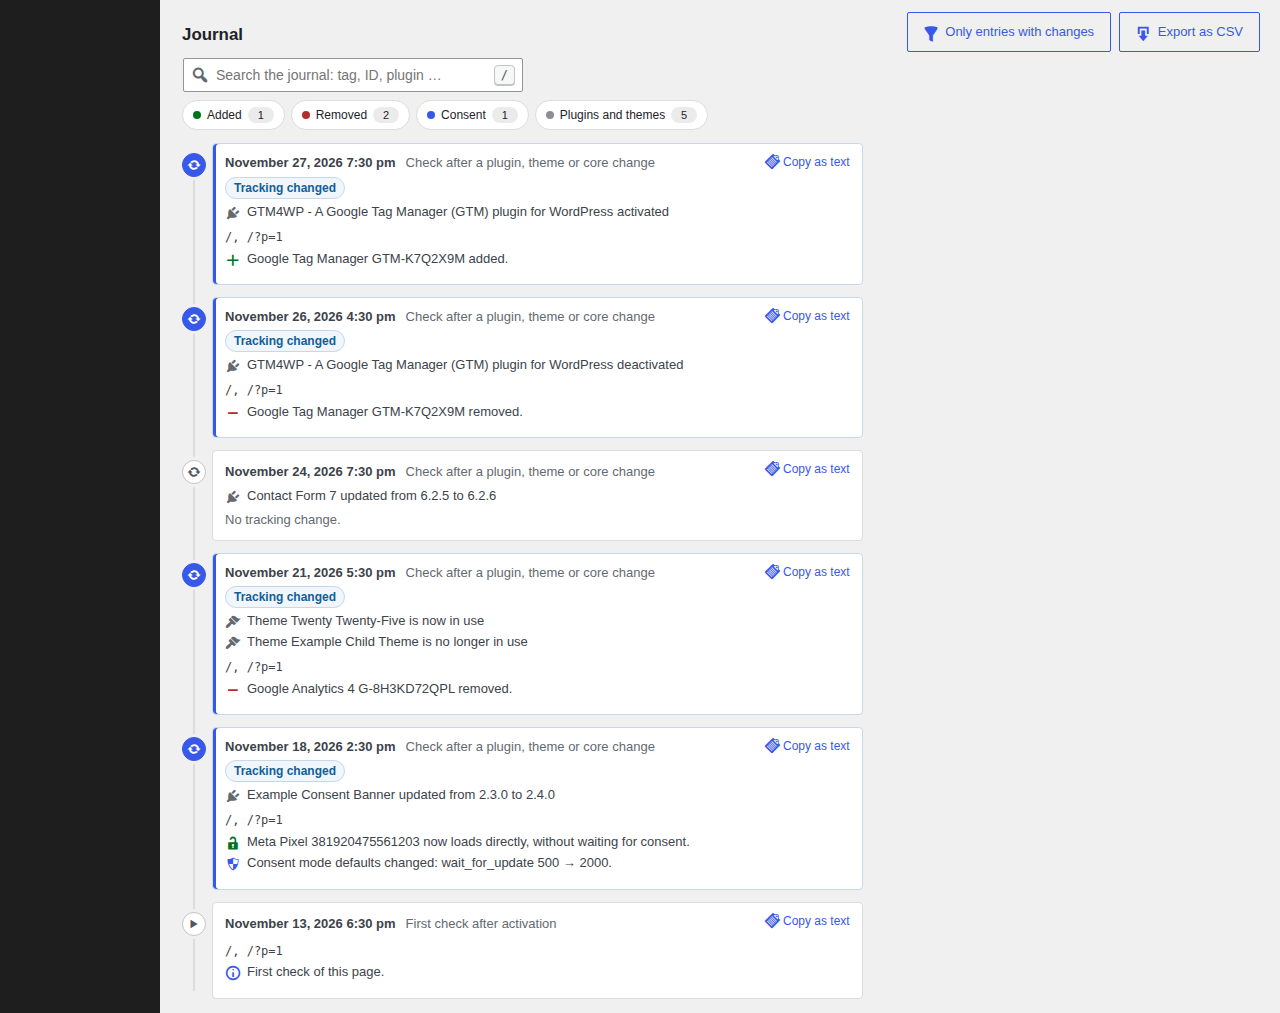 Journal
Only entries with changes
Export as CSV
Search the journal: tag, ID, plugin …
/
Added 1
Removed 2
Consent 1
Plugins and themes 5
November 27, 2026 7:30 pm Check after a plugin, theme or core change Copy as text
Tracking changed
GTM4WP - A Google Tag Manager (GTM) plugin for WordPress activated
/, /?p=1
Google Tag Manager GTM-K7Q2X9M added.
November 26, 2026 4:30 pm Check after a plugin, theme or core change Copy as text
Tracking changed
GTM4WP - A Google Tag Manager (GTM) plugin for WordPress deactivated
/, /?p=1
Google Tag Manager GTM-K7Q2X9M removed.
November 24, 2026 7:30 pm Check after a plugin, theme or core change Copy as text
Contact Form 7 updated from 6.2.5 to 6.2.6
No tracking change.
November 21, 2026 5:30 pm Check after a plugin, theme or core change Copy as text
Tracking changed
Theme Twenty Twenty-Five is now in use
Theme Example Child Theme is no longer in use
/, /?p=1
Google Analytics 4 G-8H3KD72QPL removed.
November 18, 2026 2:30 pm Check after a plugin, theme or core change Copy as text
Tracking changed
Example Consent Banner updated from 2.3.0 to 2.4.0
/, /?p=1
Meta Pixel 381920475561203 now loads directly, without waiting for consent.
Consent mode defaults changed: wait_for_update 500 → 2000.
November 13, 2026 6:30 pm First check after activation Copy as text
/, /?p=1
First check of this page.